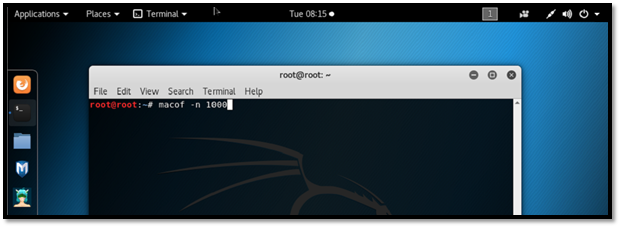 Applications Places Terminal Tue 08:15 1
root@root: ~
File Edit View Search Terminal Help
root@root:~# macof -n 1000